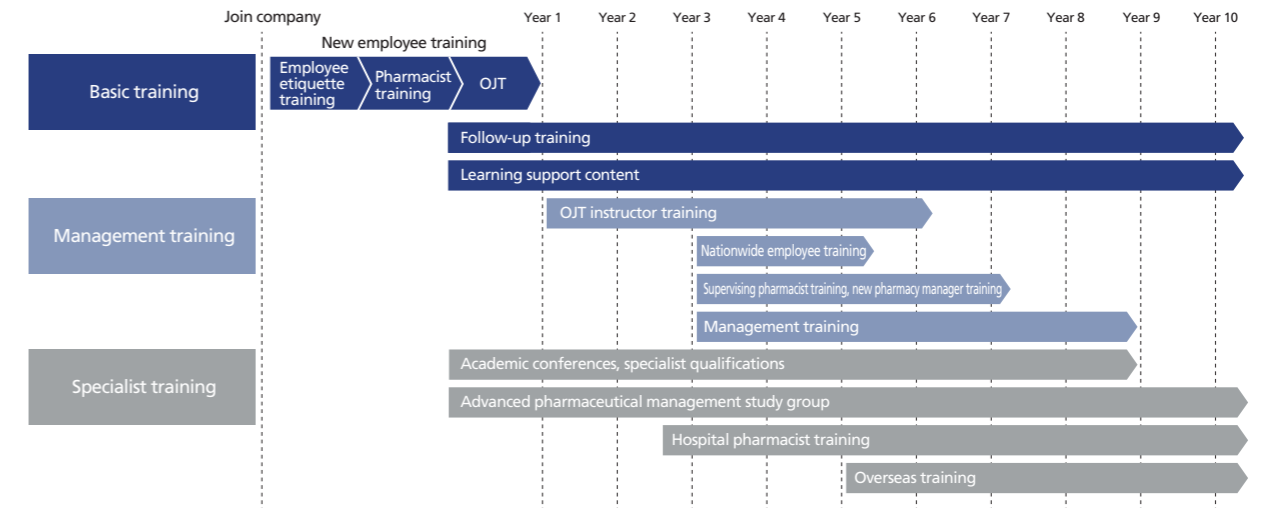 Join company
Year 1
Year 2
Year 3
Year 4
Year 5
Year 6
Year 7
Year 8
Year 9
Year 10
New employee training
Basic training
Employee
etiquette
training
Pharmacist
training
OJT
Follow-up training
Learning support content
Management training
OJT instructor training
Nationwide employee training
Supervising pharmacist training, new pharmacy manager training
Management training
Specialist training
Academic conferences, specialist qualifications
Advanced pharmaceutical management study group
Hospital pharmacist training
Overseas training